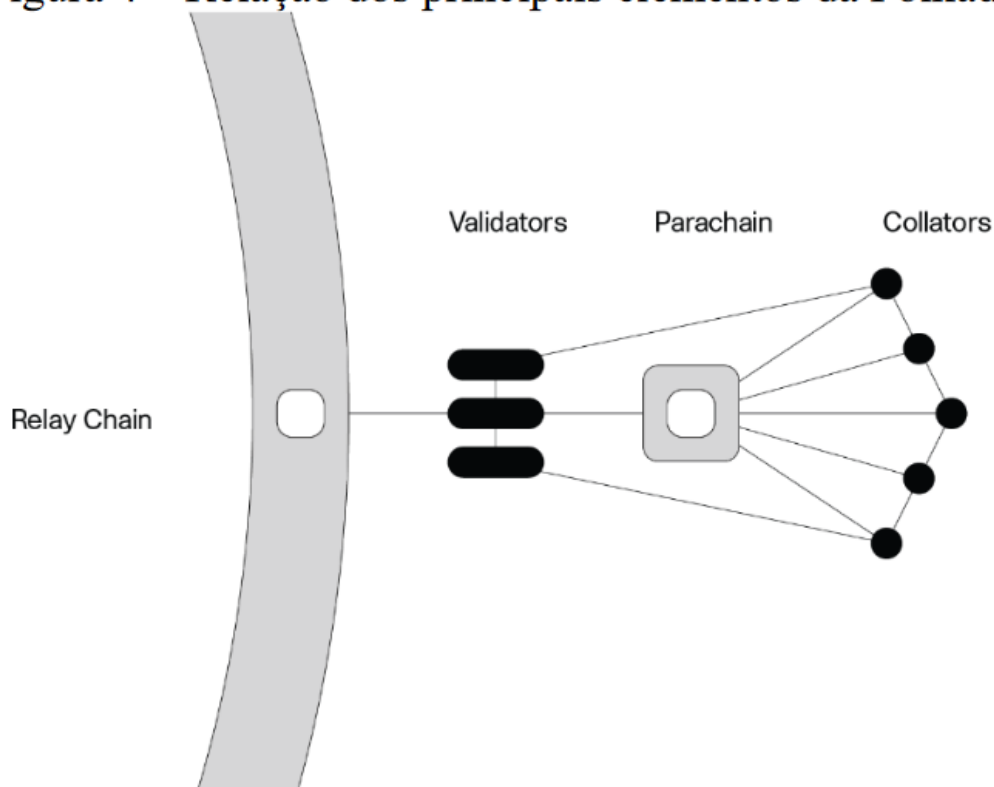 Relação dos principais elementos da
Validators Parachain Collators
Relay Chain